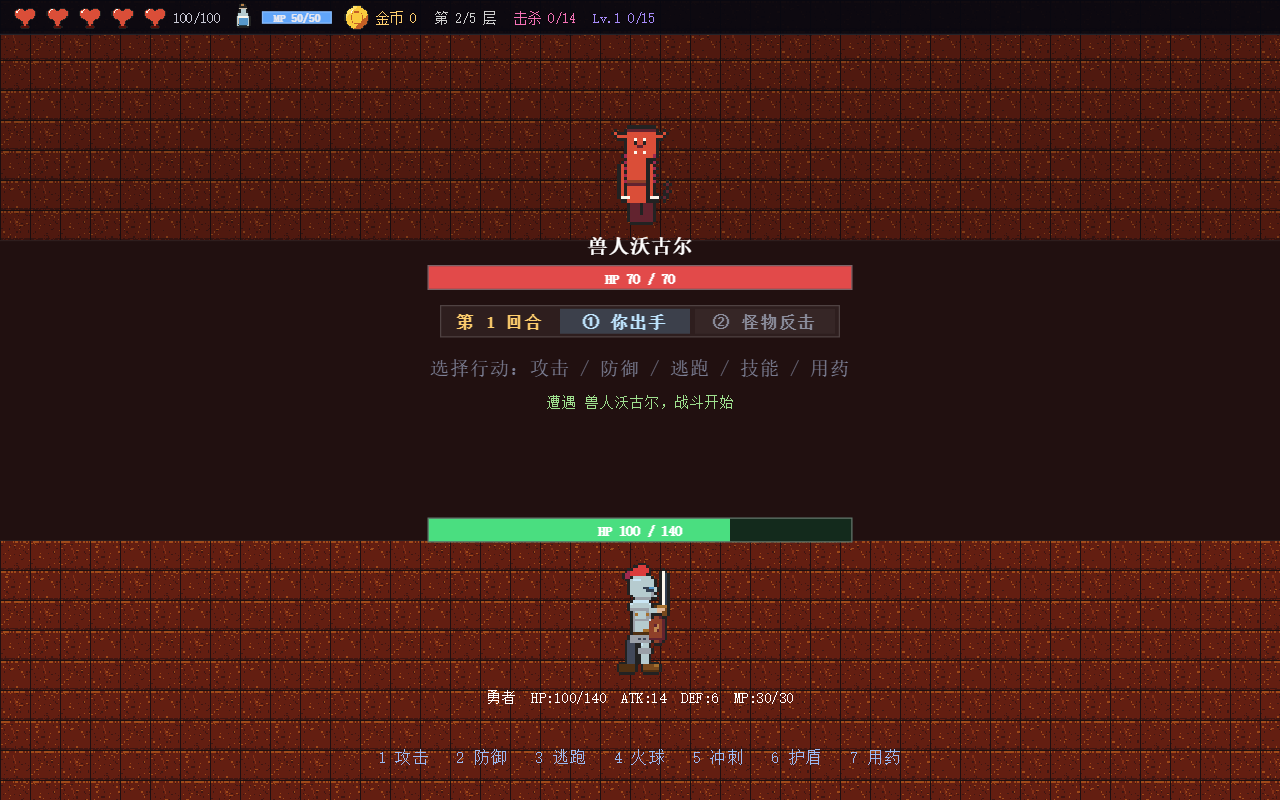 100/100 MP 50/50 金币 0 第 2/5 层 击杀 0/14 Lv.1 0/15
兽人沃古尔
HP 70 / 70
第 1 回合 ① 你出手 ② 怪物反击
选择行动: 攻击 / 防御 / 逃跑 / 技能 / 用药
遭遇 兽人沃古尔，战斗开始
HP 100 / 140
勇者 HP:100/140 ATK:14 DEF:6 MP:30/30
1 攻击 2 防御 3 逃跑 4 火球 5 冲刺 6 护盾 7 用药